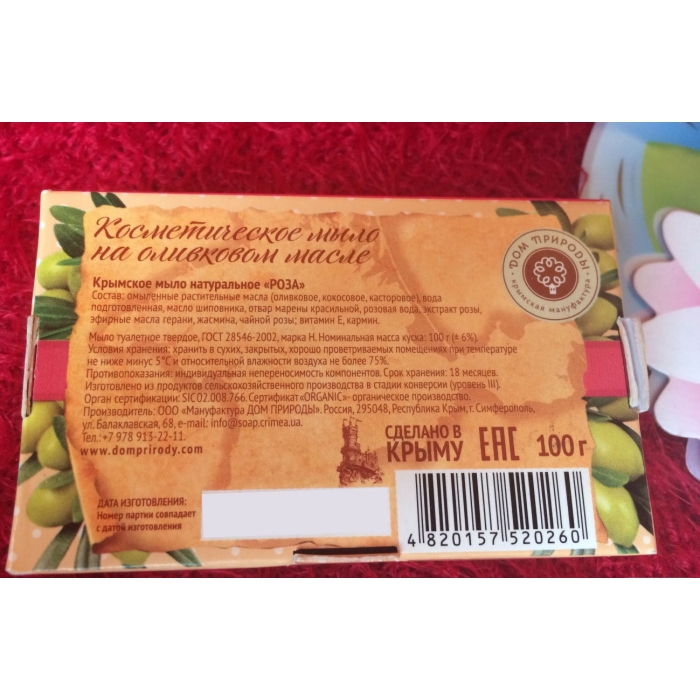 Косметическое мыло
на оливковом масле
ДОМ ПРИРОДЫ
крымская мануфактура
Крымское мыло натуральное «РОЗА»
Состав: омыленные растительные масла (оливковое, кокосовое, касторовое), вода
подготовленная, масло шиповника, отвар марены красильной, розовая вода, экстракт розы,
эфирные масла герани, жасмина, чайной розы; витамин Е, кармин.
Мыло туалетное твердое, ГОСТ 28546-2002, марка Н. Номинальная масса куска: 100 г (± 6%).
Условия хранения: хранить в сухих, закрытых, хорошо проветриваемых помещениях при температуре
не ниже минус 5°С и относительной влажности воздуха не более 75%.
Противопоказания: индивидуальная непереносимость компонентов. Срок хранения: 18 месяцев.
Изготовлено из продуктов сельскохозяйственного производства в стадии конверсии (уровень III).
Орган сертификации: SIC02.008.766. Сертификат «ORGANIC»- органическое производство.
Производитель: ООО «Мануфактура ДОМ ПРИРОДЫ». Россия, 295048, Республика Крым, г. Симферополь,
ул. Балаклавская, 68, e-mail: info@soap.crimea.ua
Тел.:+7 978 913-22-11.
www.domprirody.com
СДЕЛАНО В
КРЫМУ
ЕАС
100 г
ДАТА ИЗГОТОВЛЕНИЯ:
Номер партии совпадает
с датой изготовления
4 820157 520260